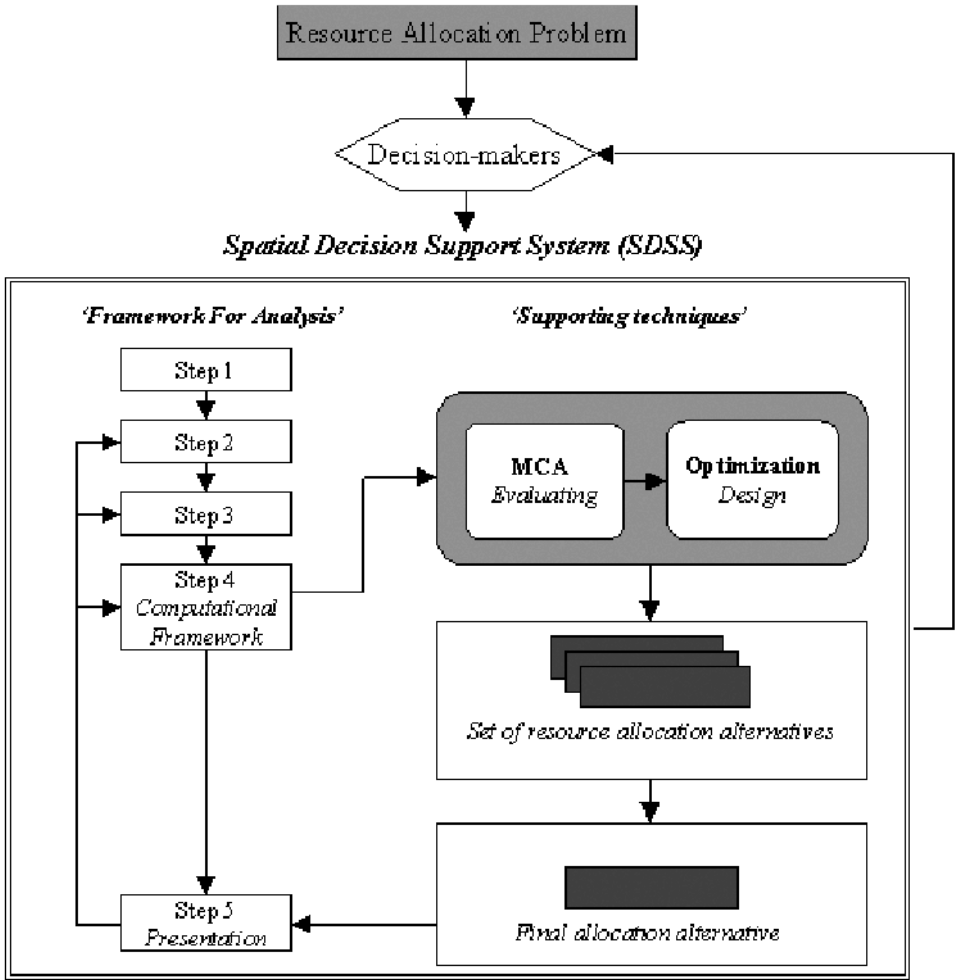 Resource Allocation Problem
Decision-makers
Spatial Decision Support System (SDSS)
'Framework For Analysis'
'Supporting techniques'
Step 1
Step 2
Step 3
Step 4
Computational
Framework
MCA
Evaluating
Optimization
Design
Set of resource allocation alternatives
Step 5
Presentation
Final allocation alternative